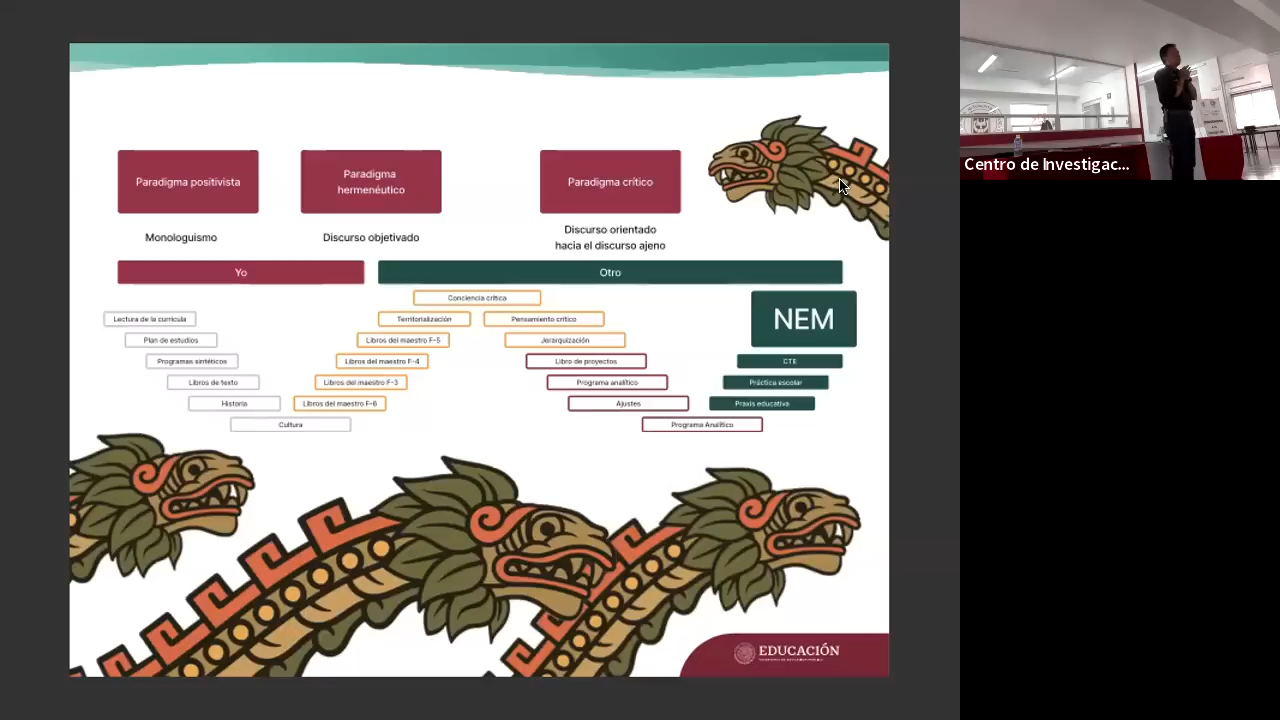 Paradigma positivista
Paradigma
hermenéutico
Paradigma crítico
Monologuismo
Discurso objetivado
Discurso orientado
hacia el discurso ajeno
Yo
Otro
Conciencia crítica
Lectura de la currícula
Territorialización
Pensamiento crítico
NEM
Plan de estudios
Libros del maestro F-5
Jerarquización
Programas sintéticos
Libros del maestro F-4
Libro de proyectos
CTE
Libros de texto
Libros del maestro F-3
Programa analítico
Práctica escolar
Historia
Libros del maestro F-6
Ajustes
Praxis educativa
Cultura
Programa Analítico
EDUCACIÓN
Centro de Investigac...